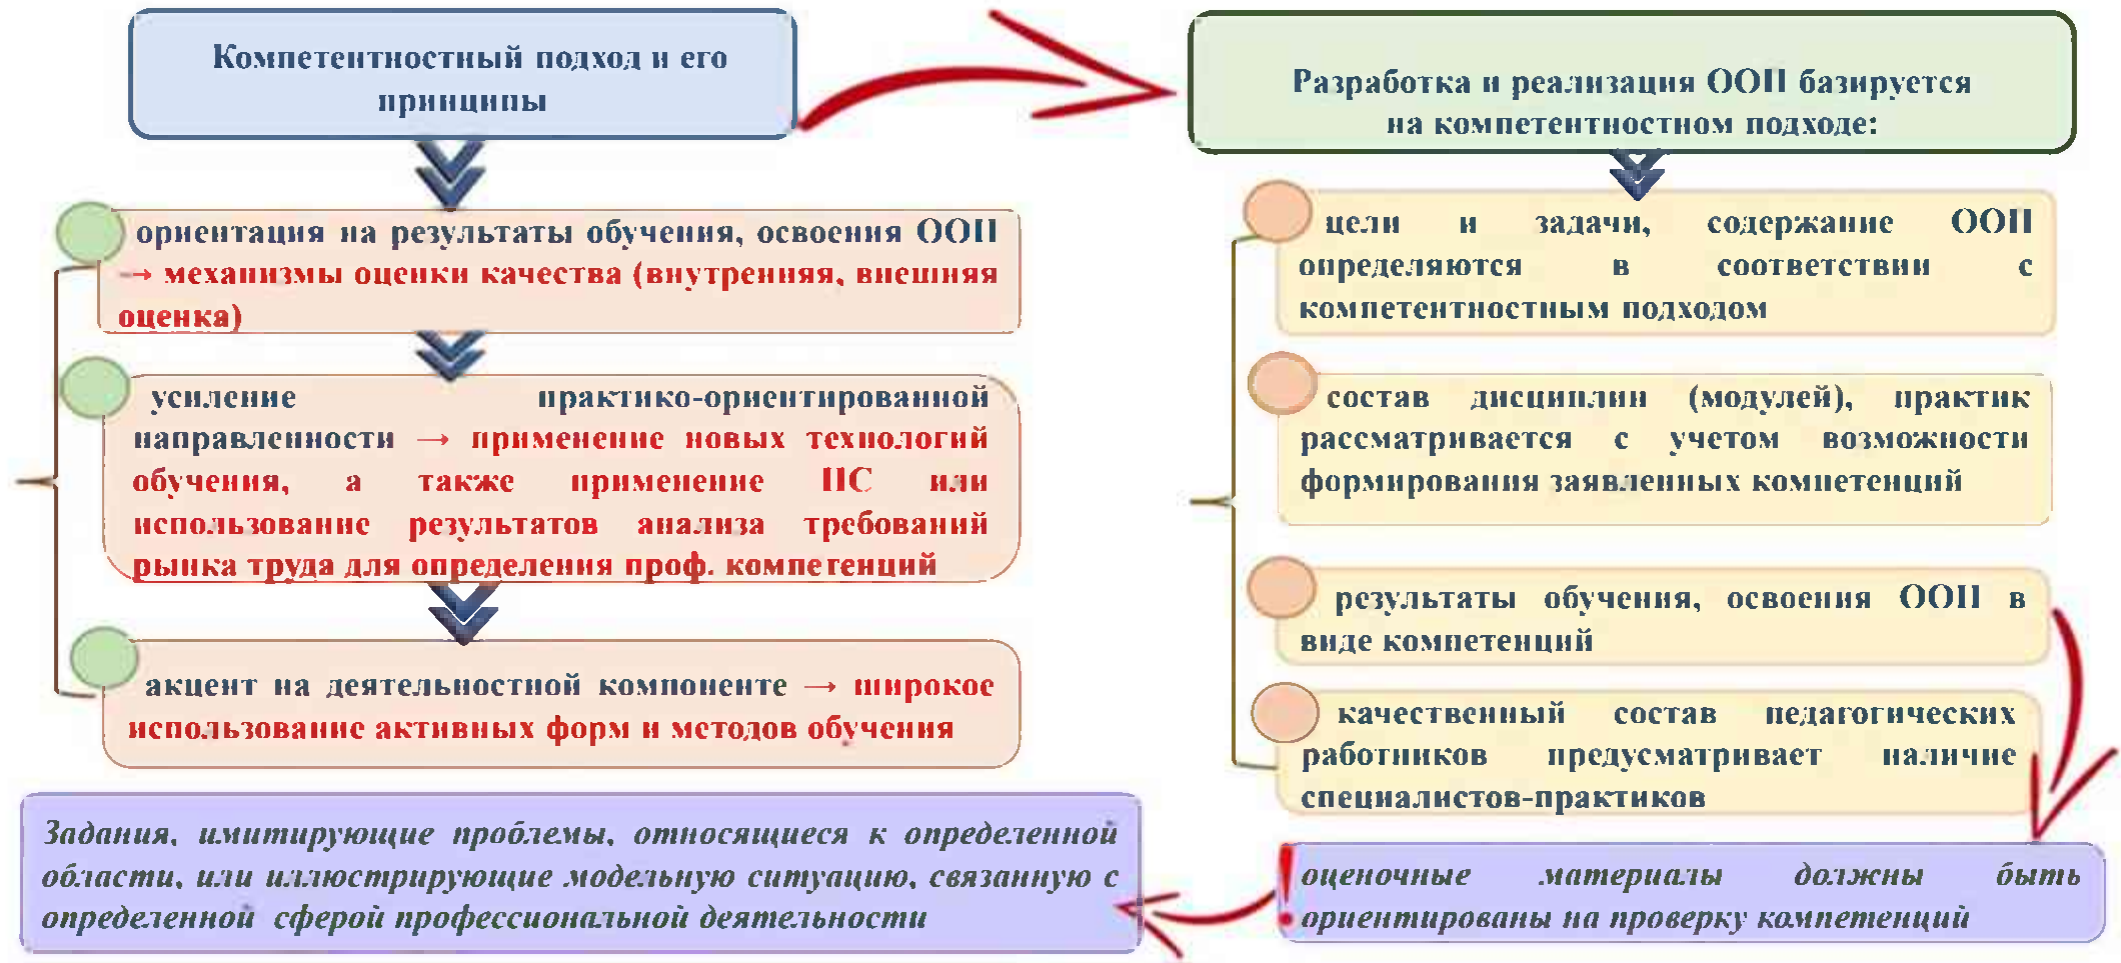 Компетентностный подход и его
принципы
ориентация на результаты обучения, освоения ООП
→ механизмы оценки качества (внутренняя, внешняя
оценка)
усиление практико-ориентированной
направленности → применение новых технологий
обучения, а также применение ПС или
использование результатов анализа требований
рынка труда для определения проф. компетенций
акцент на деятельностной компоненте → широкое
использование активных форм и методов обучения
Задания, имитирующие проблемы, относящиеся к определенной
области, или иллюстрирующие модельную ситуацию, связанную с
определенной сферой профессиональной деятельности
Разработка и реализация ООП базируется
на компетентностном подходе:
цели и задачи, содержание ООП
определяются в соответствии с
компетентностным подходом
состав дисциплин (модулей), практик
рассматривается с учетом возможности
формирования заявленных компетенций
результаты обучения, освоения ООП в
виде компетенций
качественный состав педагогических
работников предусматривает наличие
специалистов-практиков
! оценочные материалы должны быть
ориентированы на проверку компетенций